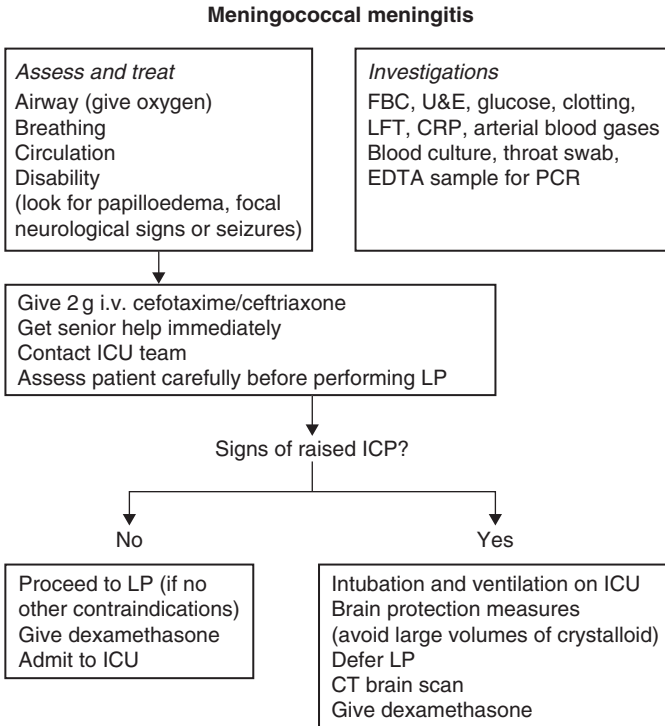 Meningococcal meningitis
Assess and treat
Airway (give oxygen)
Breathing
Circulation
Disability
(look for papilloedema, focal
neurological signs or seizures)
Investigations
FBC, U&E, glucose, clotting,
LFT, CRP, arterial blood gases
Blood culture, throat swab,
EDTA sample for PCR
Give 2 g i.v. cefotaxime/ceftriaxone
Get senior help immediately
Contact ICU team
Assess patient carefully before performing LP
Signs of raised ICP?
No
Yes
Proceed to LP (if no
other contraindications)
Give dexamethasone
Admit to ICU
Intubation and ventilation on ICU
Brain protection measures
(avoid large volumes of crystalloid)
Defer LP
CT brain scan
Give dexamethasone